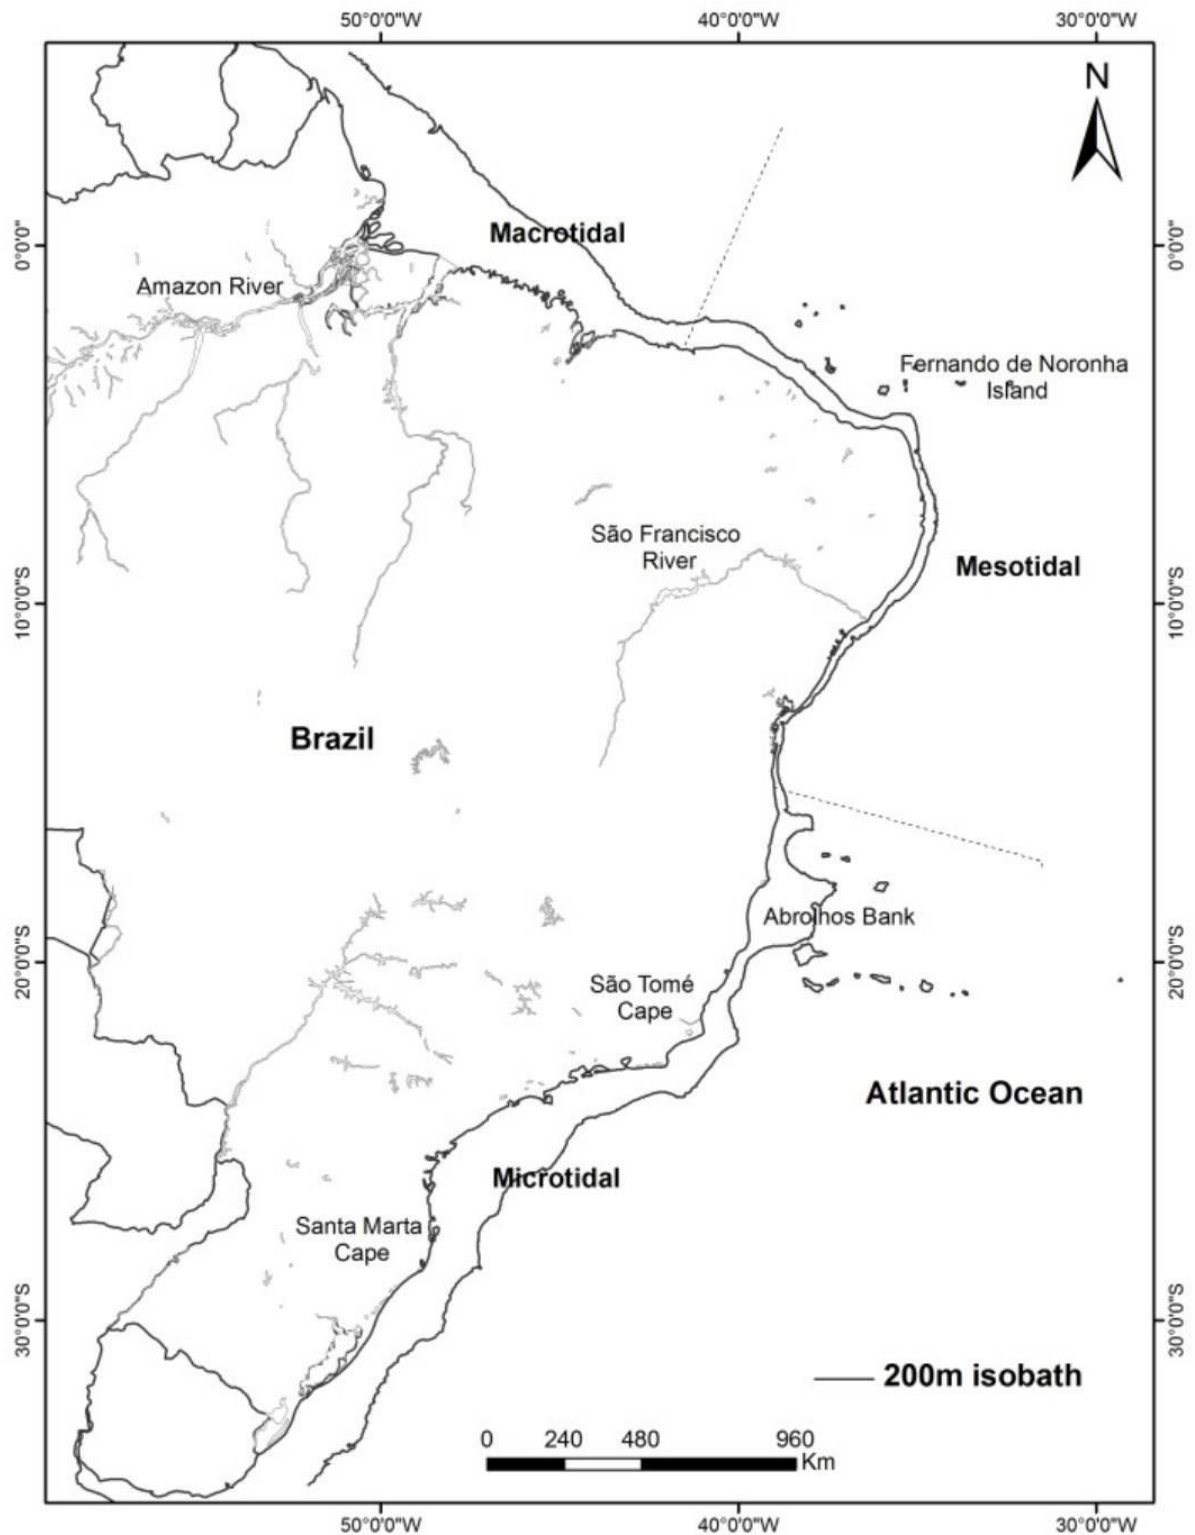 50°0'0"W
40°0'0"W
30°0'0"W
N
0°0'0"
0°0'0"
Macrotidal
Amazon River
Fernando de Noronha
Island
São Francisco
River
Mesotidal
10°0'0"S
10°0'0"S
Brazil
Abrolhos Bank
20°0'0"S
20°0'0"S
São Tomé
Cape
Atlantic Ocean
Microtidal
Santa Marta
Cape
30°0'0"S
30°0'0"S
200m isobath
0 240 480 960
Km
50°0'0"W
40°0'0"W
30°0'0"W